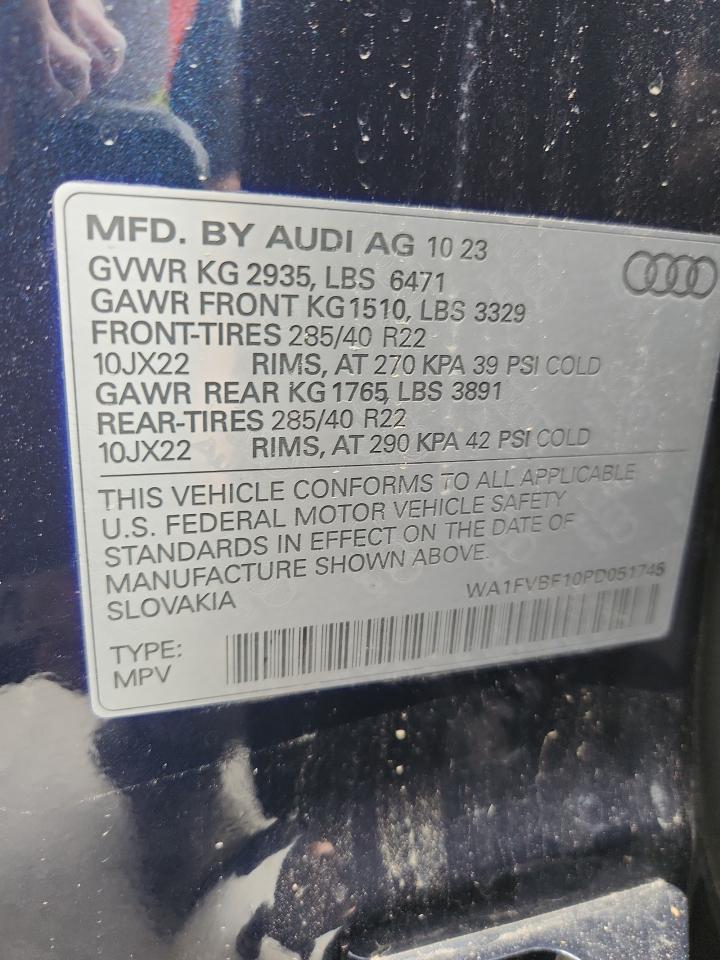 MFD. BY AUDI AG 10 23
GVWR KG 2935, LBS 6471
GAWR FRONT KG1510, LBS 3329
FRONT-TIRES 285/40 R22
10JX22 RIMS, AT 270 KPA 39 PSI COLD
GAWR REAR KG 1765, LBS 3891
REAR-TIRES 285/40 R22
10JX22 RIMS, AT 290 KPA 42 PSI COLD
THIS VEHICLE CONFORMS TO ALL APPLICABLE
U.S. FEDERAL MOTOR VEHICLE SAFETY
STANDARDS IN EFFECT ON THE DATE OF
MANUFACTURE SHOWN ABOVE.
SLOVAKIA WA1FVBF10PD051745
TYPE:
MPV